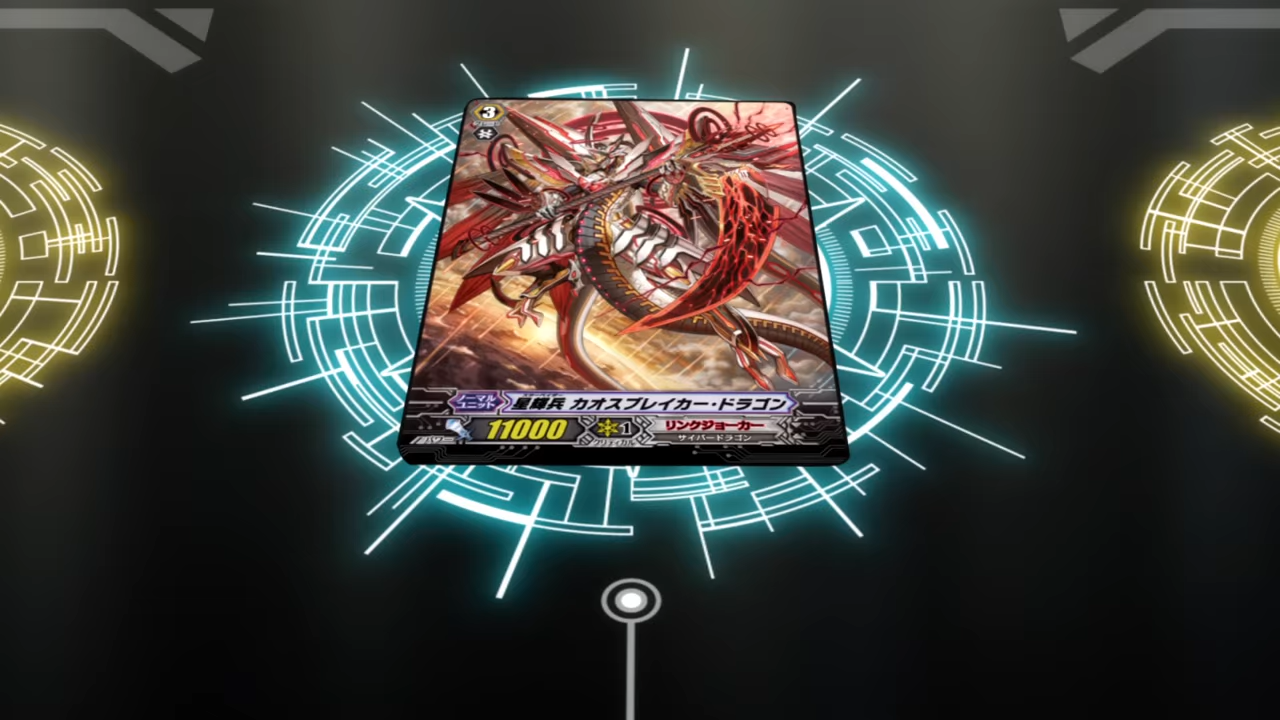 3
ノーマル
ユニット
星輝兵 カオスブレイカー・ドラゴン
パワー
11000
1
クリティカル
リンクジョーカー
サイバードラゴン